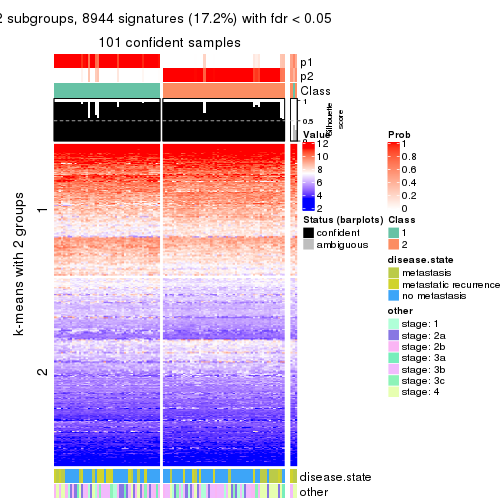 2 subgroups, 8944 signatures (17.2%) with fdr < 0.05
101 confident samples
p1
p2
Class
1
0.5
silhouette
score
k-means with 2 groups
1
2
Value
12
10
8
6
4
2
Prob
1
0.8
0.6
0.4
0.2
0
Status (barplots)
confident
ambiguous
Class
1
2
disease.state
metastasis
metastatic recurrence
no metastasis
other
stage: 1
stage: 2a
stage: 2b
stage: 3a
stage: 3b
stage: 3c
stage: 4
disease.state
other